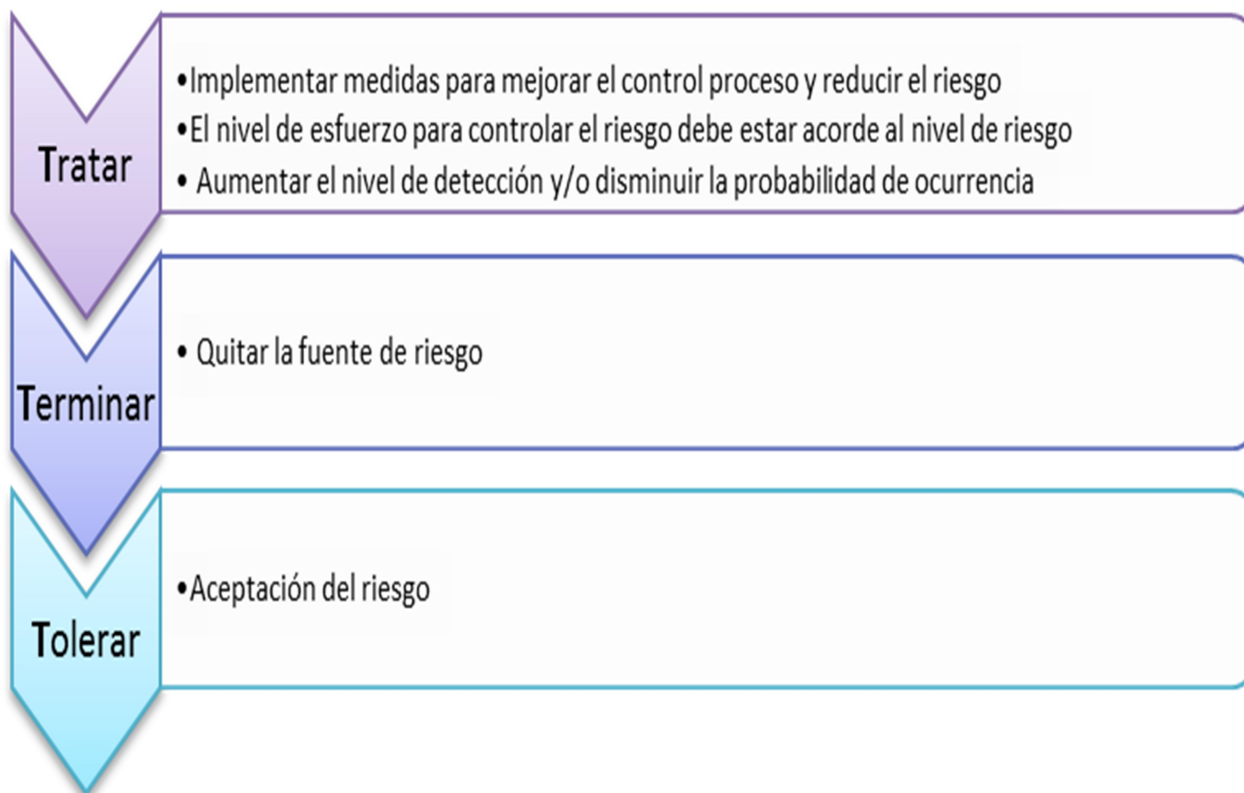 Tratar
•Implementar medidas para mejorar el control proceso y reducir el riesgo
•El nivel de esfuerzo para controlar el riesgo debe estar acorde al nivel de riesgo
• Aumentar el nivel de detección y/o disminuir la probabilidad de ocurrencia
Terminar
• Quitar la fuente de riesgo
Tolerar
•Aceptación del riesgo